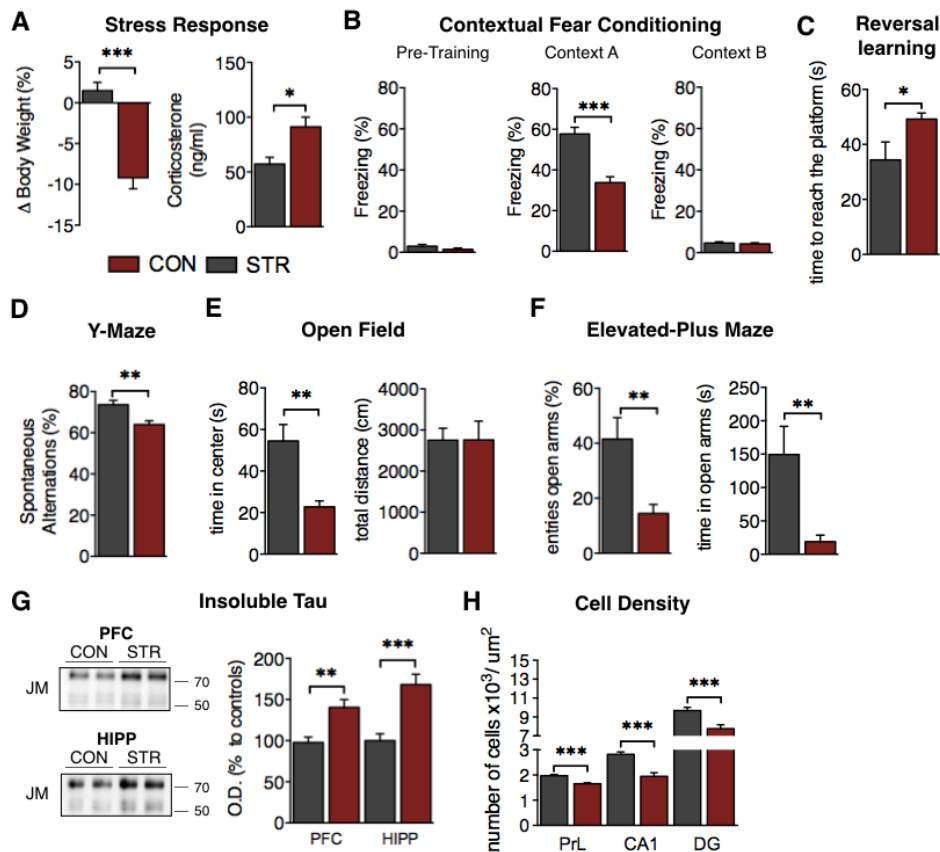 A
Stress Response
Δ Body Weight (%)
5
0
-5
-10
-15
***
Corticosterone
(ng/ml)
150
100
50
0
*
CON
STR
B
Contextual Fear Conditioning
Pre-Training
Freezing (%)
80
60
40
20
0
Context A
Freezing (%)
80
60
40
20
0
***
Context B
Freezing (%)
80
60
40
20
0
C
Reversal
learning
time to reach the platform (s)
60
40
20
0
*
D
Y-Maze
Spontaneous
Alternations (%)
80
60
40
20
0
**
E
Open Field
time in center (s)
80
60
40
20
0
**
total distance (cm)
4000
3000
2000
1000
0
F
Elevated-Plus Maze
entries open arms (%)
60
40
20
0
**
time in open arms (s)
250
200
150
100
50
0
**
G
Insoluble Tau
PFC
CON STR
JM
70
50
HIPP
CON STR
JM
70
50
O.D. (% to controls)
200
150
100
50
0
**
***
PFC HIPP
H
Cell Density
number of cells x10³/ um²
15
13
11
9
7
3
2
1
0
***
***
***
PrL CA1 DG